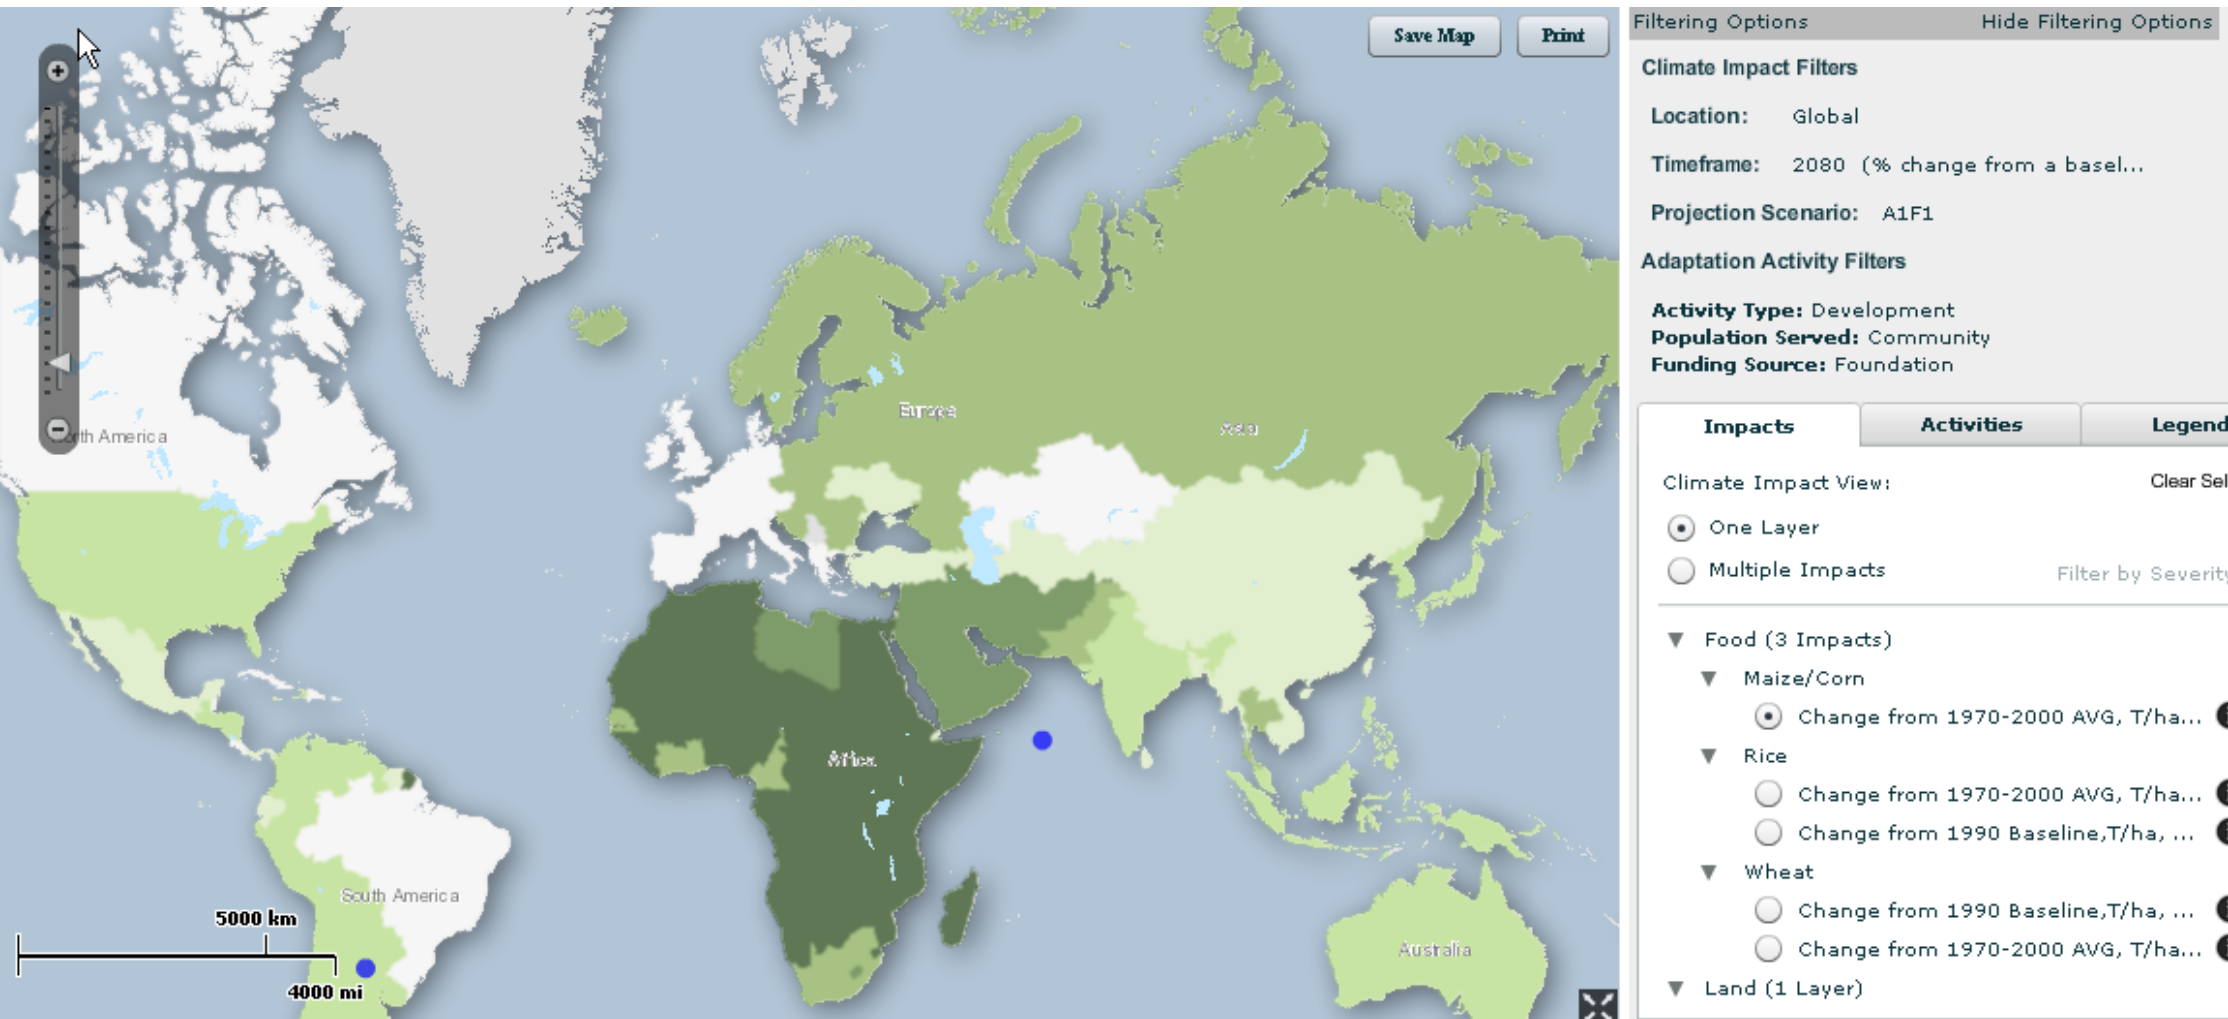 Save Map
Print
Filtering Options
Hide Filtering Options
Climate Impact Filters
Location: Global
Timeframe: 2080 (% change from a basel...
Projection Scenario: A1F1
Adaptation Activity Filters
Activity Type: Development
Population Served: Community
Funding Source: Foundation
Impacts
Activities
Legend
Climate Impact View:
Clear Sel
One Layer
Multiple Impacts
Filter by Severity
Food (3 Impacts)
Maize/Corn
Change from 1970-2000 AVG, T/ha...
Rice
Change from 1970-2000 AVG, T/ha...
Change from 1990 Baseline,T/ha, ...
Wheat
Change from 1990 Baseline,T/ha, ...
Change from 1970-2000 AVG, T/ha...
Land (1 Layer)
Europe
Asia
rth America
Africa
South America
Australia
5000 km
4000 mi